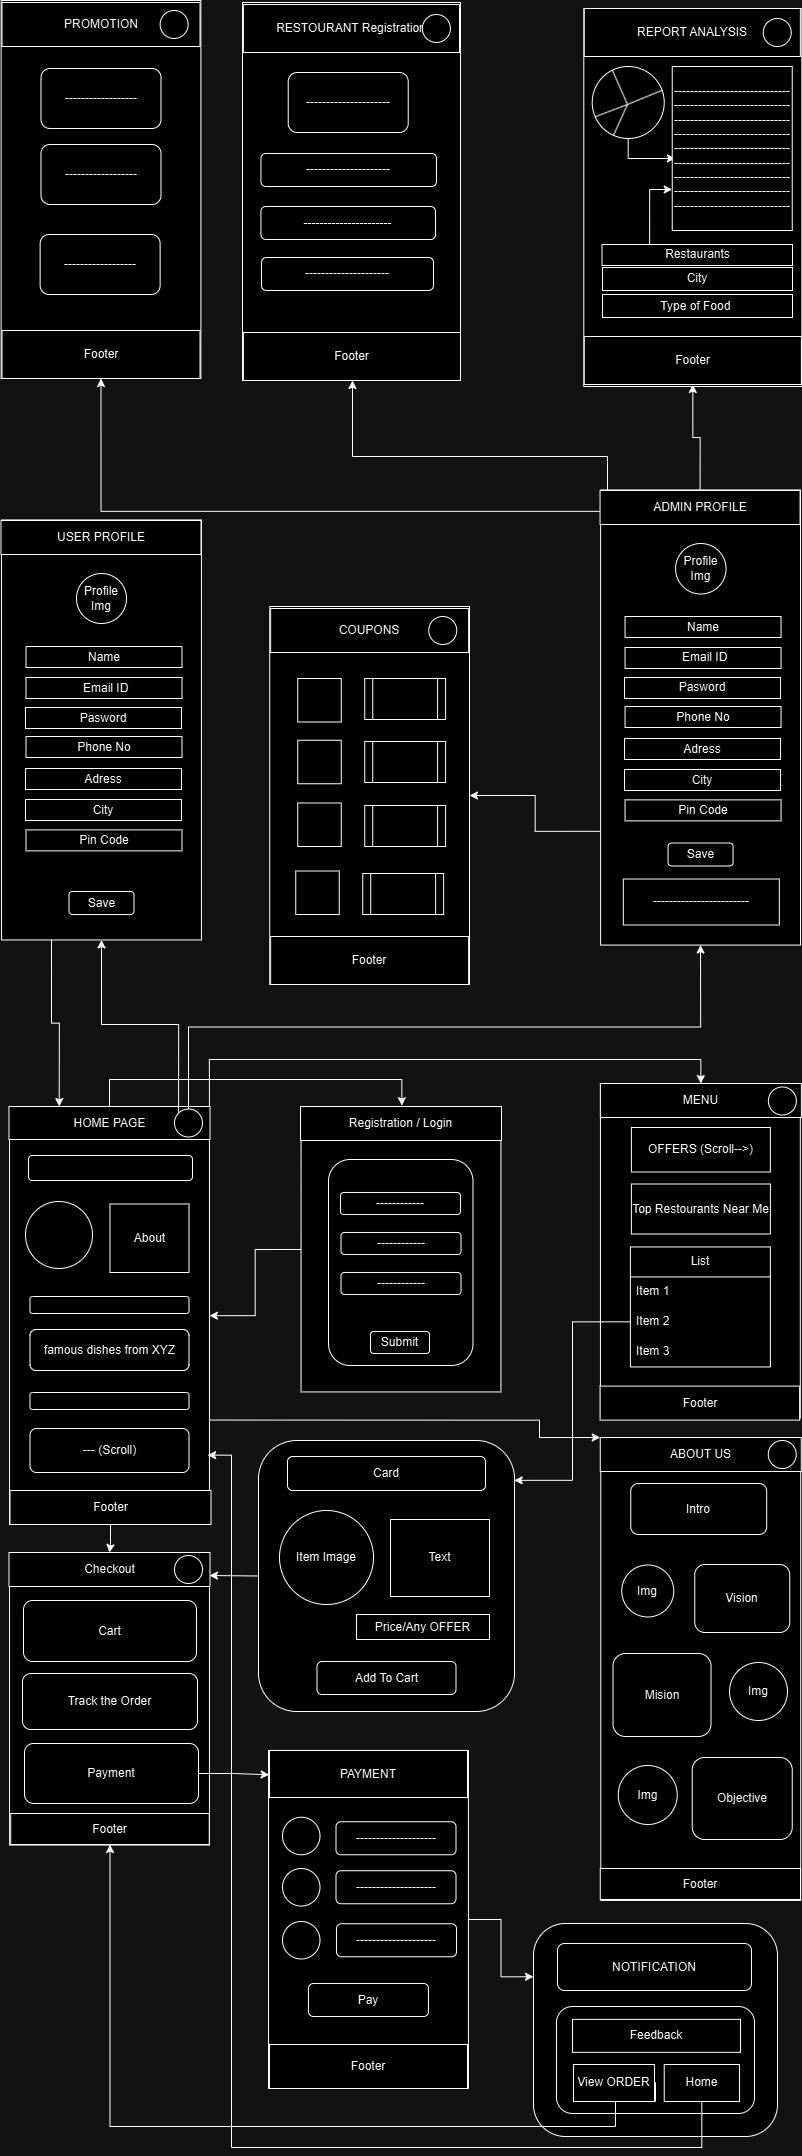 PROMOTION
------------------
------------------
------------------
Footer
RESTOURANT Registration
---------------------
---------------------
----------------------
---------------------
Footer
REPORT ANALYSIS
-----------------------------
-----------------------------
-----------------------------
-----------------------------
-----------------------------
-----------------------------
-----------------------------
-----------------------------
-----------------------------
Restaurants
City
Type of Food
Footer
USER PROFILE
Profile
Img
Name
Email ID
Pasword
Phone No
Adress
City
Pin Code
Save
COUPONS
Footer
ADMIN PROFILE
Profile
Img
Name
Email ID
Pasword
Phone No
Adress
City
Pin Code
Save
------------------------
HOME PAGE
About
famous dishes from XYZ
--- (Scroll)
Footer
Registration / Login
------------
------------
------------
Submit
MENU
OFFERS (Scroll-->)
Top Restourants Near Me
List
Item 1
Item 2
Item 3
Footer
Checkout
Cart
Track the Order
Payment
Footer
Card
Item Image
Text
Price/Any OFFER
Add To Cart
ABOUT US
Intro
Img
Vision
Mision
Img
Img
Objective
Footer
PAYMENT
--------------------
--------------------
--------------------
Pay
Footer
NOTIFICATION
Feedback
View ORDER
Home